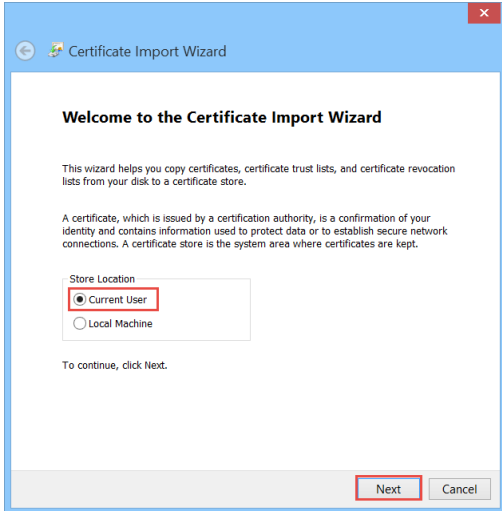 Certificate Import Wizard
Welcome to the Certificate Import Wizard
This wizard helps you copy certificates, certificate trust lists, and certificate revocation
lists from your disk to a certificate store.
A certificate, which is issued by a certification authority, is a confirmation of your
identity and contains information used to protect data or to establish secure network
connections. A certificate store is the system area where certificates are kept.
Store Location
Current User
Local Machine
To continue, click Next.
Next Cancel